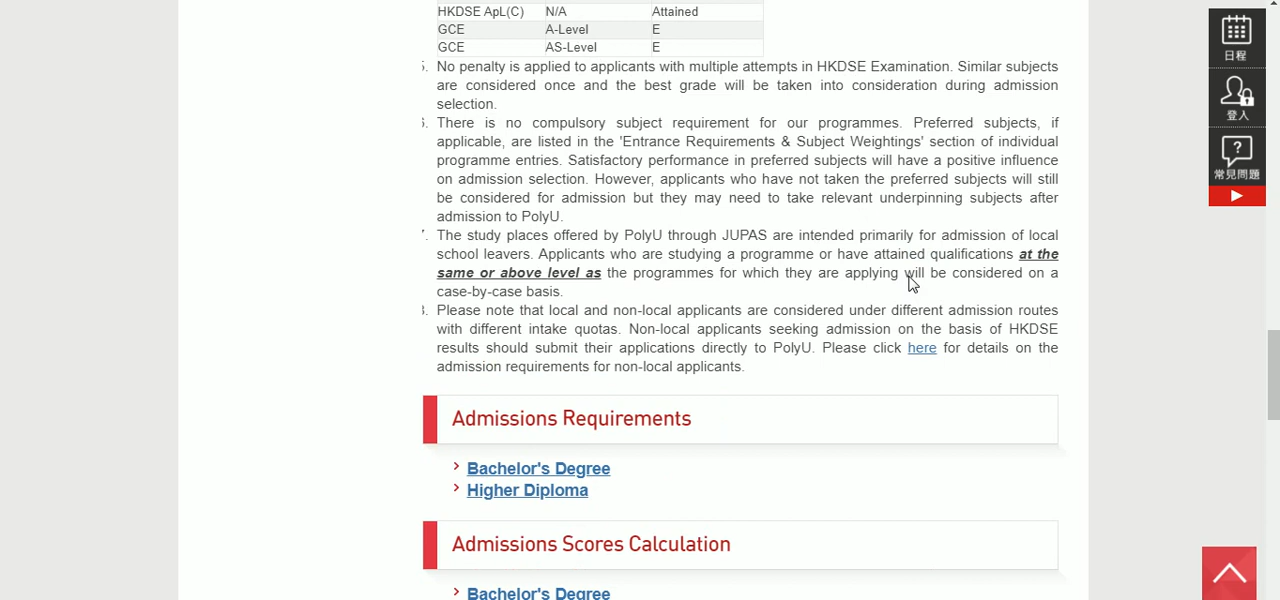 HKDSE ApL(C) N/A Attained
GCE A-Level E
GCE AS-Level E
No penalty is applied to applicants with multiple attempts in HKDSE Examination. Similar subjects
are considered once and the best grade will be taken into consideration during admission
selection.
There is no ompulsory subject requirement for our programmes. Preferred subjects, if
applicable, are listed in the 'Entrance Requirements & Subject Weightings' section of individual
programme entries. Satisfactory performance in preferred subjects will have a positive influence
on admission selection. However, applicants who have not taken the preferred subjects will still
be considered for admission but they may need to take relevant underpinning subjects after
admission to PolyU.
The study places offered by PolyU through JUPAS are intended primarily for admission of local
school leavers. Applicants who are studying a programme or have attained qualifications at the
same or above level as the programmes for which they are applying will be considered on a
case-by-case basis.
Please note that local and non-local applicants are considered under different admission routes
with different intake quotas. Non-local applicants seeking admission on the basis of HKDSE
results should submit their applications directly to PolyU. Please click here for details on the
admission requirements for non-local applicants.
Admissions Requirements
Bachelor's Degree
Higher Diploma
Admissions Scores Calculation
Bachelor's Degree
日程
登入
常見問題